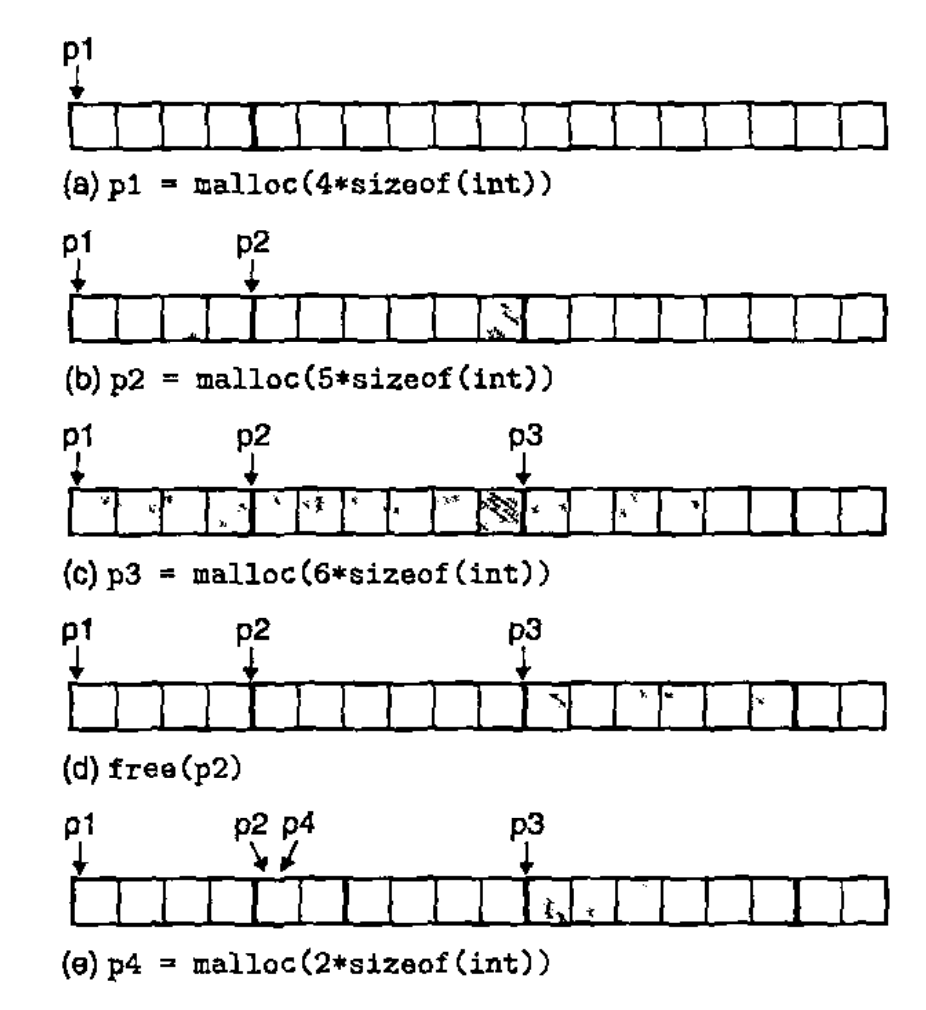 p1
(a) p1 = malloc(4*sizeof(int))
p1 p2
(b) p2 = malloc(5*sizeof(int))
p1 p2 p3
(c) p3 = malloc(6*sizeof(int))
p1 p2 p3
(d) free(p2)
p1 p2 p4 p3
(e) p4 = malloc(2*sizeof(int))